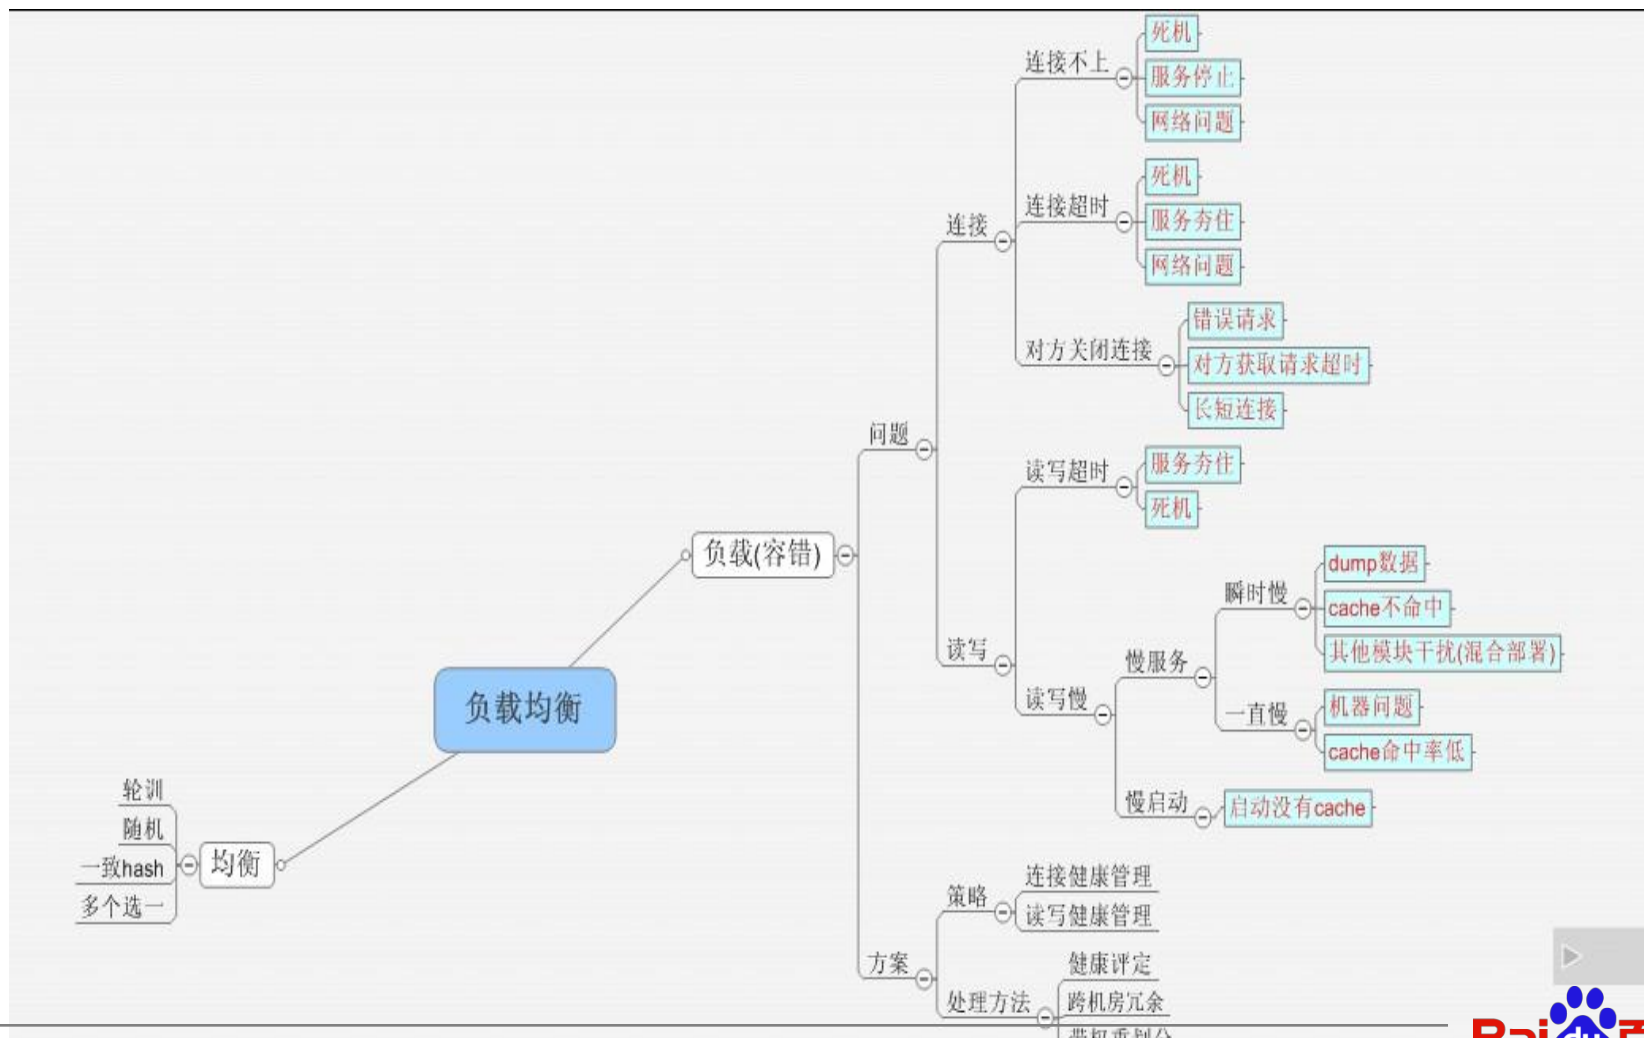 死机
连接不上
服务停止
网络问题
死机
连接超时
服务夯住
网络问题
连接
错误请求
对方关闭连接
对方获取请求超时
长短连接
问题
读写超时
服务夯住
死机
负载(容错)
dump数据
瞬时慢
cache不命中
其他模块干扰(混合部署)
读写
慢服务
读写慢
一直慢
机器问题
cache命中率低
慢启动
启动没有cache
负载均衡
轮训
随机
一致hash
多个选一
均衡
策略
连接健康管理
读写健康管理
方案
健康评定
处理方法
跨机房冗余
带权重划分
Bai du 百